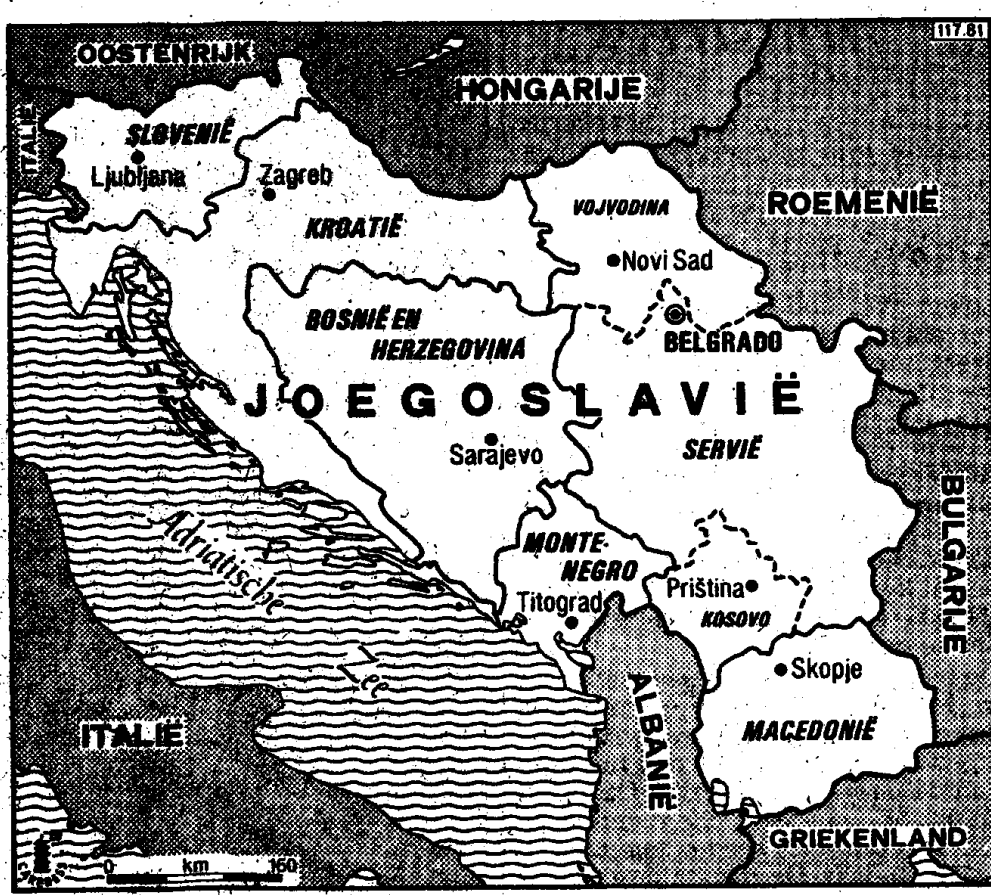 117.81
OOSTENRIJK
HONGARIJE
ITALIË
SLOVENIË
Ljubljana
Zagreb
KROATIË
VOJVODINA
Novi Sad
ROEMENIË
BOSNIË EN
HERZEGOVINA
BELGRADO
JOEGOSLAVIË
Sarajevo
SERVIË
BULGARIJE
Adriatische
Zee
MONTE-
NEGRO
Titograd
Priština
KOSOVO
Skopje
MACEDONIË
ALBANIË
ITALIË
GRIEKENLAND
0 km 150